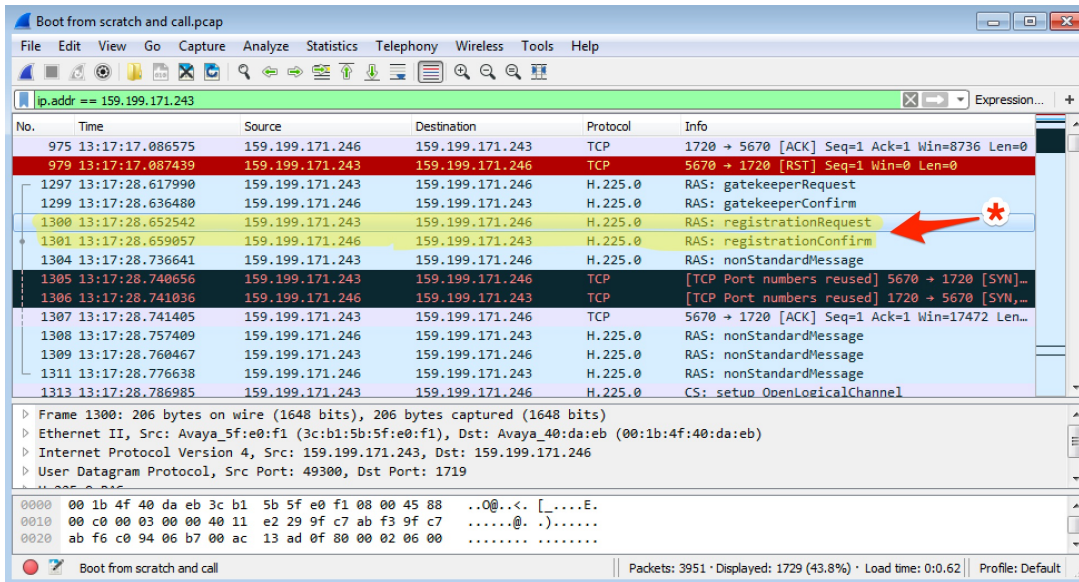 Boot from scratch and call.pcap
File Edit View Go Capture Analyze Statistics Telephony Wireless Tools Help
ip.addr == 159.199.171.243 Expression... +
No. Time Source Destination Protocol Info
975 13:17:17.086575 159.199.171.246 159.199.171.243 TCP 1720 → 5670 [ACK] Seq=1 Ack=1 Win=8736 Len=0
979 13:17:17.087439 159.199.171.243 159.199.171.246 TCP 5670 → 1720 [RST] Seq=1 Win=0 Len=0
1297 13:17:28.617990 159.199.171.243 159.199.171.246 H.225.0 RAS: gatekeeperRequest
1299 13:17:28.636480 159.199.171.246 159.199.171.243 H.225.0 RAS: gatekeeperConfirm
1300 13:17:28.652542 159.199.171.243 159.199.171.246 H.225.0 RAS: registrationRequest
1301 13:17:28.659057 159.199.171.246 159.199.171.243 H.225.0 RAS: registrationConfirm
1304 13:17:28.736641 159.199.171.243 159.199.171.246 H.225.0 RAS: nonStandardMessage
1305 13:17:28.740656 159.199.171.243 159.199.171.246 TCP [TCP Port numbers reused] 5670 → 1720 [SYN]…
1306 13:17:28.741036 159.199.171.246 159.199.171.243 TCP [TCP Port numbers reused] 1720 → 5670 [SYN,…
1307 13:17:28.741405 159.199.171.243 159.199.171.246 TCP 5670 → 1720 [ACK] Seq=1 Ack=1 Win=17472 Len…
1308 13:17:28.757409 159.199.171.243 159.199.171.246 H.225.0 RAS: nonStandardMessage
1309 13:17:28.760467 159.199.171.243 159.199.171.246 H.225.0 RAS: nonStandardMessage
1311 13:17:28.776638 159.199.171.243 159.199.171.246 H.225.0 RAS: nonStandardMessage
1313 13:17:28.786985 159.199.171.243 159.199.171.246 H.225.0 CS: setup OpenLogicalChannel
Frame 1300: 206 bytes on wire (1648 bits), 206 bytes captured (1648 bits)
Ethernet II, Src: Avaya_5f:e0:f1 (3c:b1:5b:5f:e0:f1), Dst: Avaya_40:da:eb (00:1b:4f:40:da:eb)
Internet Protocol Version 4, Src: 159.199.171.243, Dst: 159.199.171.246
User Datagram Protocol, Src Port: 49300, Dst Port: 1719
0000 00 1b 4f 40 da eb 3c b1 5b 5f e0 f1 08 00 45 88 ..O@..<. [_....E.
0010 00 c0 00 03 00 00 40 11 e2 29 9f c7 ab f3 9f c7 ......@. .)......
0020 ab f6 c0 94 06 b7 00 ac 13 ad 0f 80 00 02 06 00 ........ ........
Boot from scratch and call Packets: 3951 · Displayed: 1729 (43.8%) · Load time: 0:0.62 Profile: Default